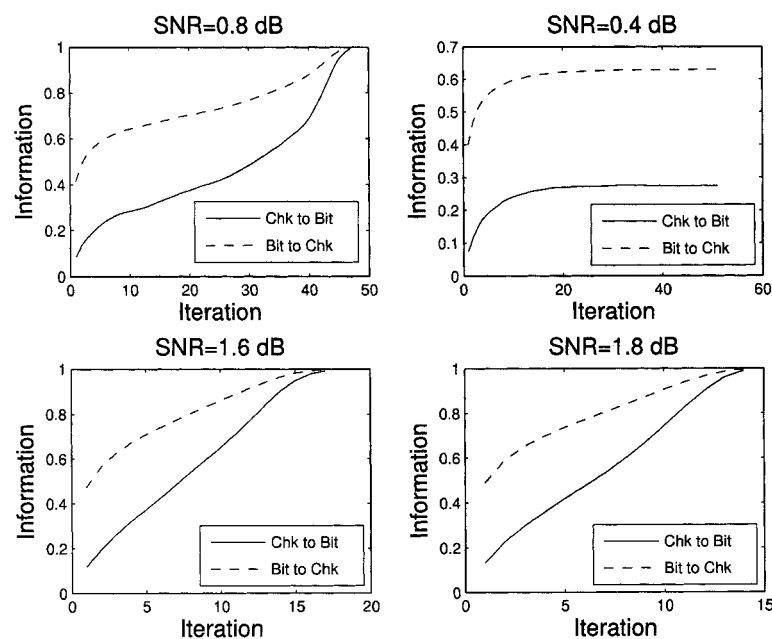 SNR=0.8 dB
1
0.8
0.6
0.4
0.2
0
Information
Chk to Bit
Bit to Chk
0 10 20 30 40 50
Iteration
SNR=0.4 dB
0.7
0.6
0.5
0.4
0.3
0.2
0.1
0
Information
Chk to Bit
Bit to Chk
0 20 40 60
Iteration
SNR=1.6 dB
1
0.8
0.6
0.4
0.2
0
Information
Chk to Bit
Bit to Chk
0 5 10 15 20
Iteration
SNR=1.8 dB
1
0.8
0.6
0.4
0.2
0
Information
Chk to Bit
Bit to Chk
0 5 10 15
Iteration